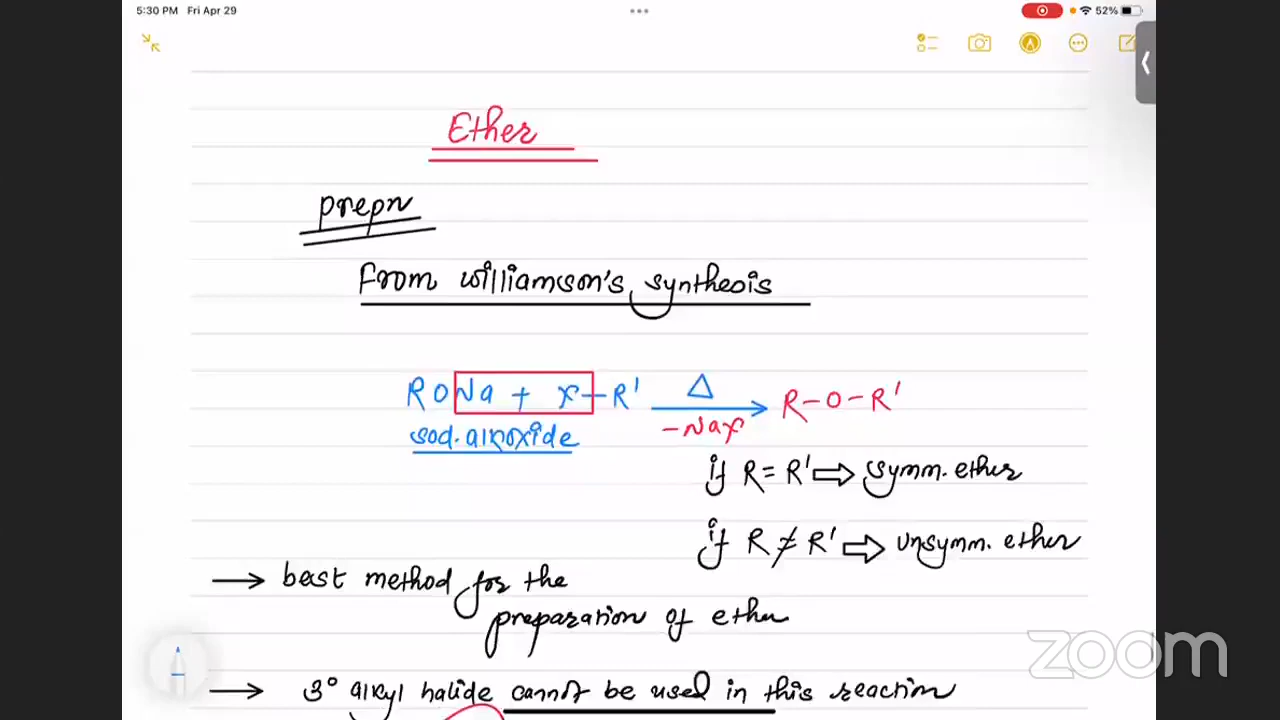 5:30 PM Fri Apr 29
52%
Ether
prepn
From williamson's synthesis
RONa + X-R' Δ R-O-R'
-NaX
sod. alkoxide
if R = R' ⇒ symm. ether
if R ≠ R' ⇒ unsymm. ether
→ best method for the
preparation of ether
→ 3° alkyl halide cannot be used in this reaction
zoom